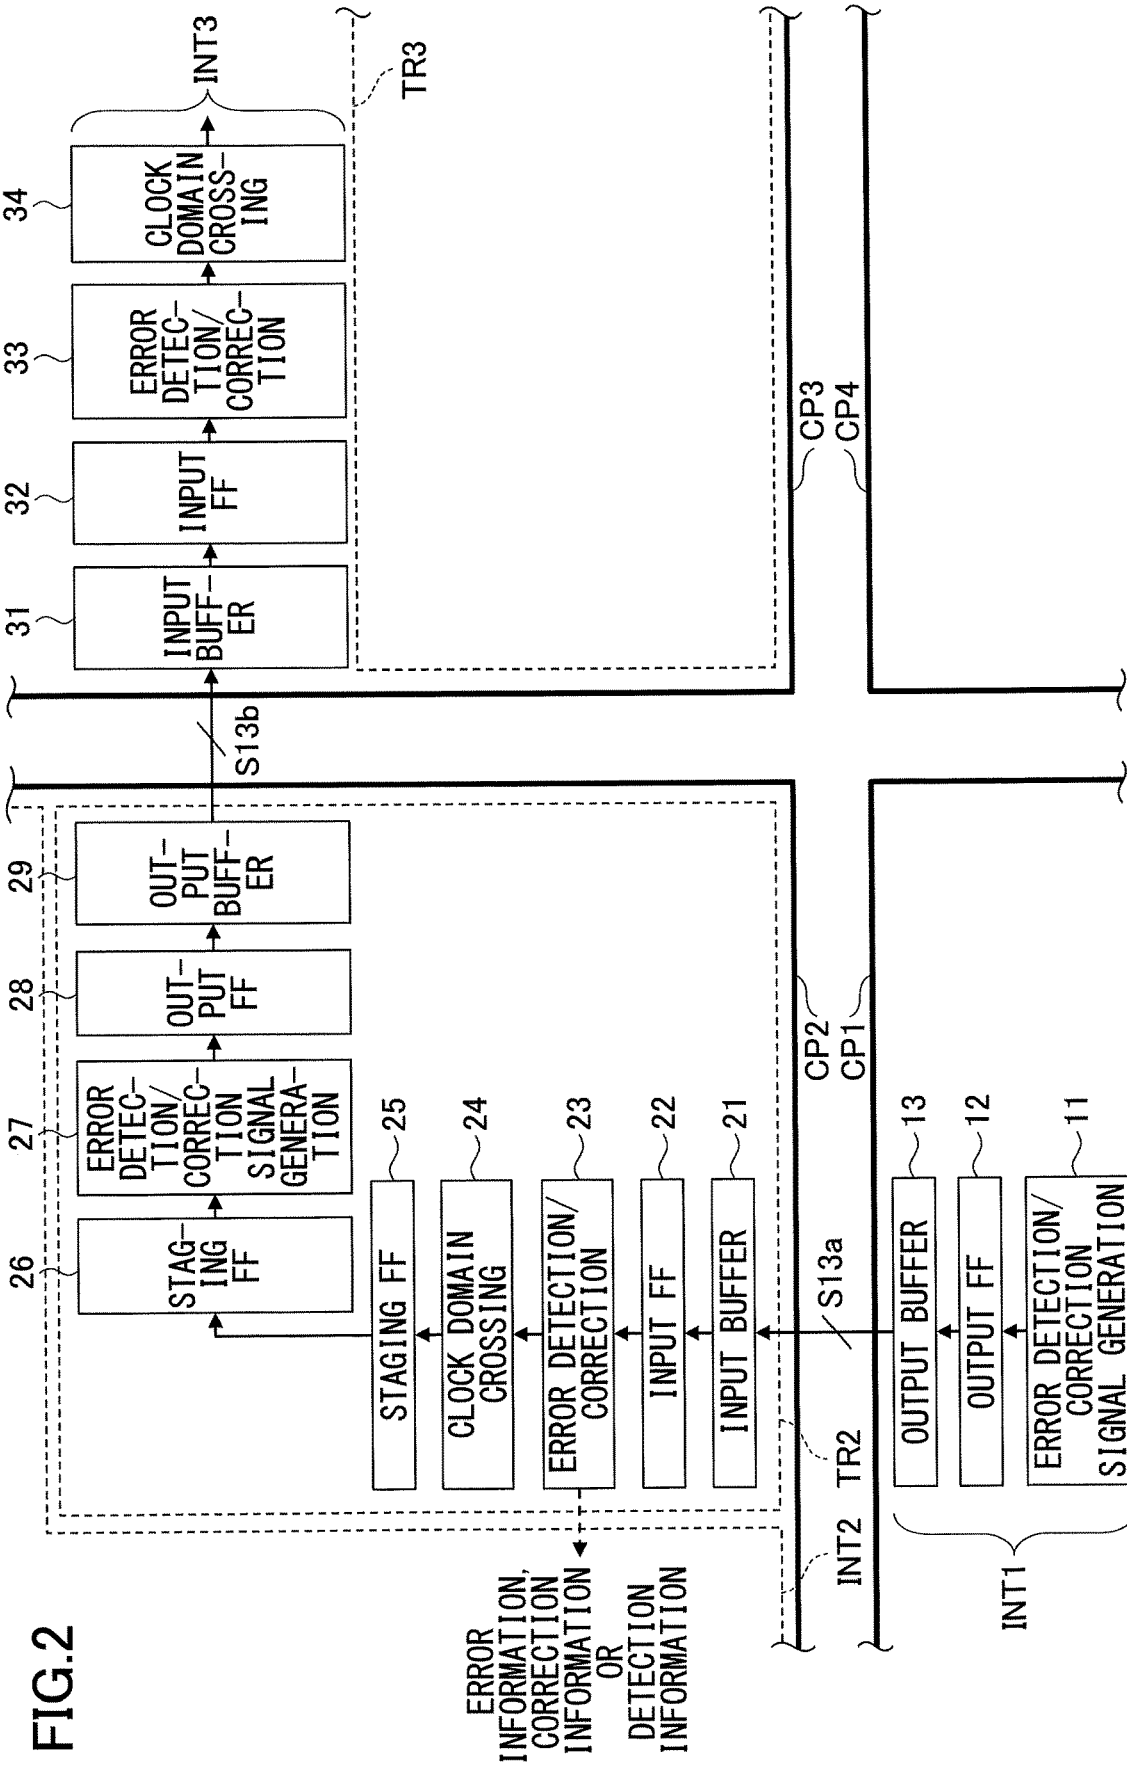 FIG.2
ERROR
INFORMATION,
CORRECTION
INFORMATION
OR
DETECTION
INFORMATION
INT1
11
ERROR DETECTION/
CORRECTION
SIGNAL GENERATION
12
OUTPUT FF
13
OUTPUT BUFFER
S13a
INT2
TR2
CP2
CP1
21
INPUT BUFFER
22
INPUT FF
23
ERROR DETECTION/
CORRECTION
24
CLOCK DOMAIN
CROSSING
25
STAGING FF
26
STAG-
ING
FF
27
ERROR
DETEC-
TION/
CORREC-
TION
SIGNAL
GENERA-
TION
28
OUT-
PUT
FF
29
OUT-
PUT
BUFF-
ER
S13b
31
INPUT
BUFF-
ER
32
INPUT
FF
33
ERROR
DETEC-
TION/
CORREC-
TION
34
CLOCK
DOMAIN
CROSS-
ING
INT3
TR3
CP3
CP4